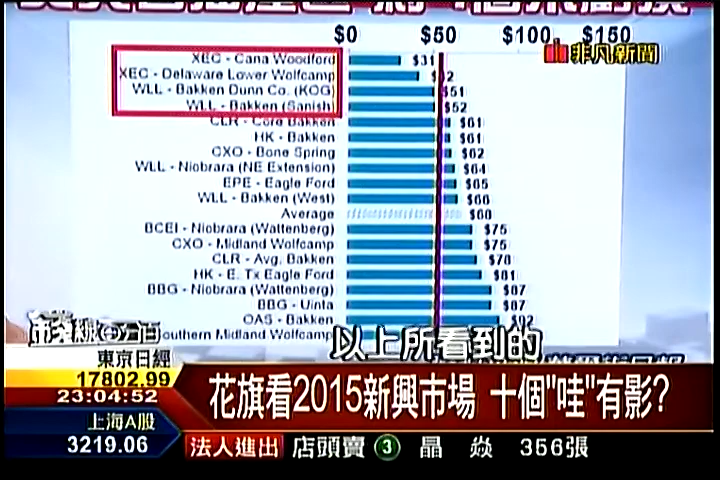 $0 $50 $100 $150
非凡新聞
XEC - Cana Woodford $31
XEC - Delaware Lower Wolfcamp
WLL - Bakken Dunn Co. (KOG) $51
WLL - Bakken (Sanish) $52
CLR - Core Bakken $61
HK - Bakken $61
CXO - Bone Spring $62
WLL - Niobrara (NE Extension) $64
EPE - Eagle Ford $65
WLL - Bakken (West) $66
Average $68
BCEI - Niobrara (Wattenberg) $75
CXO - Midland Wolfcamp $75
CLR - Avg. Bakken $78
HK - E. Tx Eagle Ford $81
BBG - Niobrara (Wattenberg) $87
BBG - Uinta $87
OAS - Bakken $92
Southern Midland Wolfcamp
以上所看到的
東京日經
17802.99
23:04:52
花旗看2015新興市場 十個"哇"有影?
上海A股
3219.06
法人進出 店頭賣 3 晶 焱 356張